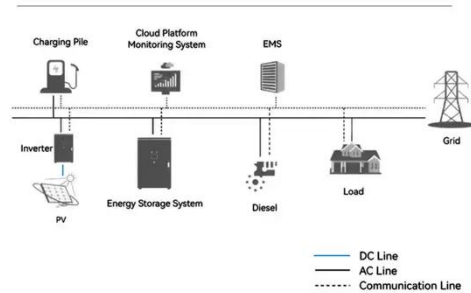 Charging Pile
Cloud Platform
Monitoring System
EMS
Grid
Inverter
PV
Energy Storage System
Diesel
Load
DC Line
AC Line
Communication Line